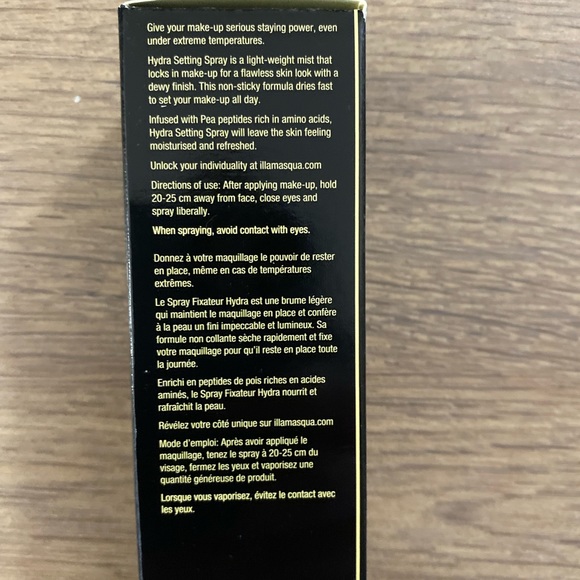 Give your make-up serious staying power, even
under extreme temperatures.
Hydra Setting Spray is a light-weight mist that
locks in make-up for a flawless skin look with a
dewy finish. This non-sticky formula dries fast
to set your make-up all day.
Infused with Pea peptides rich in amino acids,
Hydra Setting Spray will leave the skin feeling
moisturised and refreshed.
Unlock your individuality at illamasqua.com
Directions of use: After applying make-up, hold
20-25 cm away from face, close eyes and
spray liberally.
When spraying, avoid contact with eyes.
Donnez à votre maquillage le pouvoir de rester
en place, même en cas de températures
extrêmes.
Le Spray Fixateur Hydra est une brume légère
qui maintient le maquillage en place et confère
à la peau un fini impeccable et lumineux. Sa
formule non collante sèche rapidement et fixe
votre maquillage pour qu'il reste en place toute
la journée.
Enrichi en peptides de pois riches en acides
aminés, le Spray Fixateur Hydra nourrit et
rafraîchit la peau.
Révélez votre côté unique sur illamasqua.com
Mode d'emploi: Après avoir appliqué le
maquillage, tenez le spray à 20-25 cm du
visage, fermez les yeux et vaporisez une
quantité généreuse de produit.
Lorsque vous vaporisez, évitez le contact avec
les yeux.